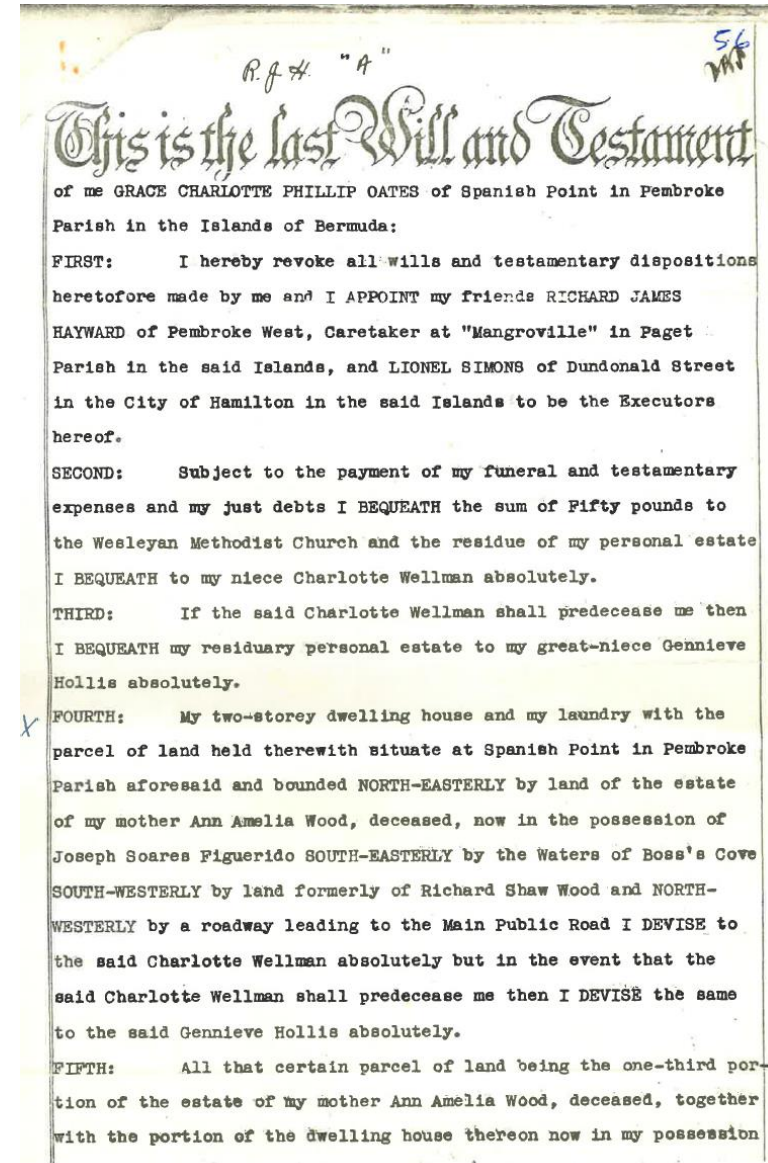 56
R.J.H. "A"
This is the last Will and Testament
of me GRACE CHARLOTTE PHILLIP OATES of Spanish Point in Pembroke
Parish in the Islands of Bermuda:
FIRST: I hereby revoke all wills and testamentary dispositions
heretofore made by me and I APPOINT my friends RICHARD JAMES
HAYWARD of Pembroke West, Caretaker at "Mangroville" in Paget
Parish in the said Islands, and LIONEL SIMONS of Dundonald Street
in the City of Hamilton in the said Islands to be the Executors
hereof.
SECOND: Subject to the payment of my funeral and testamentary
expenses and my just debts I BEQUEATH the sum of Fifty pounds to
the Wesleyan Methodist Church and the residue of my personal estate
I BEQUEATH to my niece Charlotte Wellman absolutely.
THIRD: If the said Charlotte Wellman shall predecease me then
I BEQUEATH my residuary personal estate to my great-niece Gennieve
Hollis absolutely.
X FOURTH: My two-storey dwelling house and my laundry with the
parcel of land held therewith situate at Spanish Point in Pembroke
Parish aforesaid and bounded NORTH-EASTERLY by land of the estate
of my mother Ann Amelia Wood, deceased, now in the possession of
Joseph Soares Figuerido SOUTH-EASTERLY by the Waters of Boss's Cove
SOUTH-WESTERLY by land formerly of Richard Shaw Wood and NORTH-
WESTERLY by a roadway leading to the Main Public Road I DEVISE to
the said Charlotte Wellman absolutely but in the event that the
said Charlotte Wellman shall predecease me then I DEVISE the same
to the said Gennieve Hollis absolutely.
FIFTH: All that certain parcel of land being the one-third por-
tion of the estate of my mother Ann Amelia Wood, deceased, together
with the portion of the dwelling house thereon now in my possession